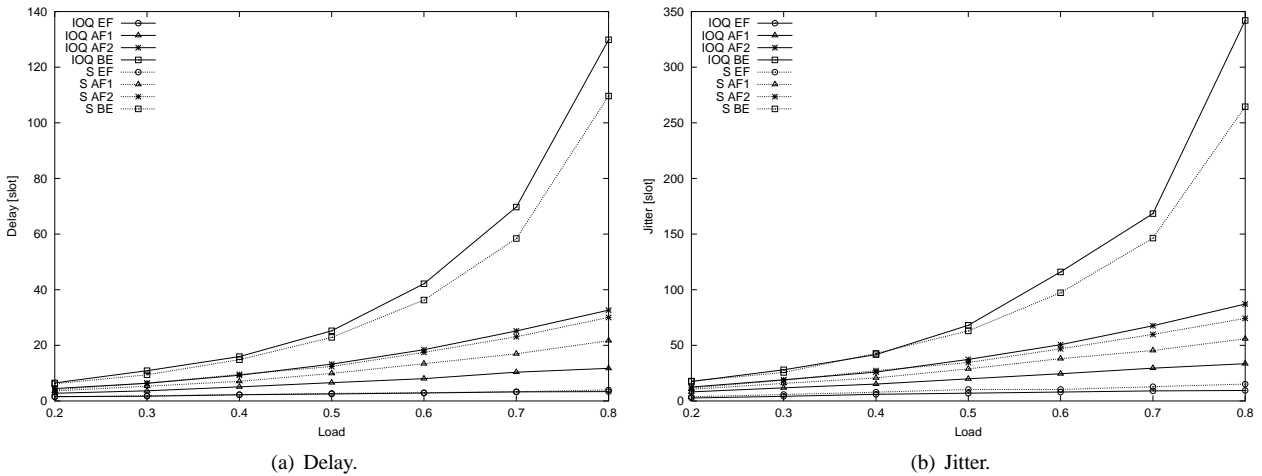 140
120
100
80
60
40
20
0
Delay [slot]
IOQ EF
IOQ AF1
IOQ AF2
IOQ BE
S EF
S AF1
S AF2
S BE
0.2 0.3 0.4 0.5 0.6 0.7 0.8
Load
(a) Delay.
350
300
250
200
150
100
50
0
Jitter [slot]
IOQ EF
IOQ AF1
IOQ AF2
IOQ BE
S EF
S AF1
S AF2
S BE
0.2 0.3 0.4 0.5 0.6 0.7 0.8
Load
(b) Jitter.